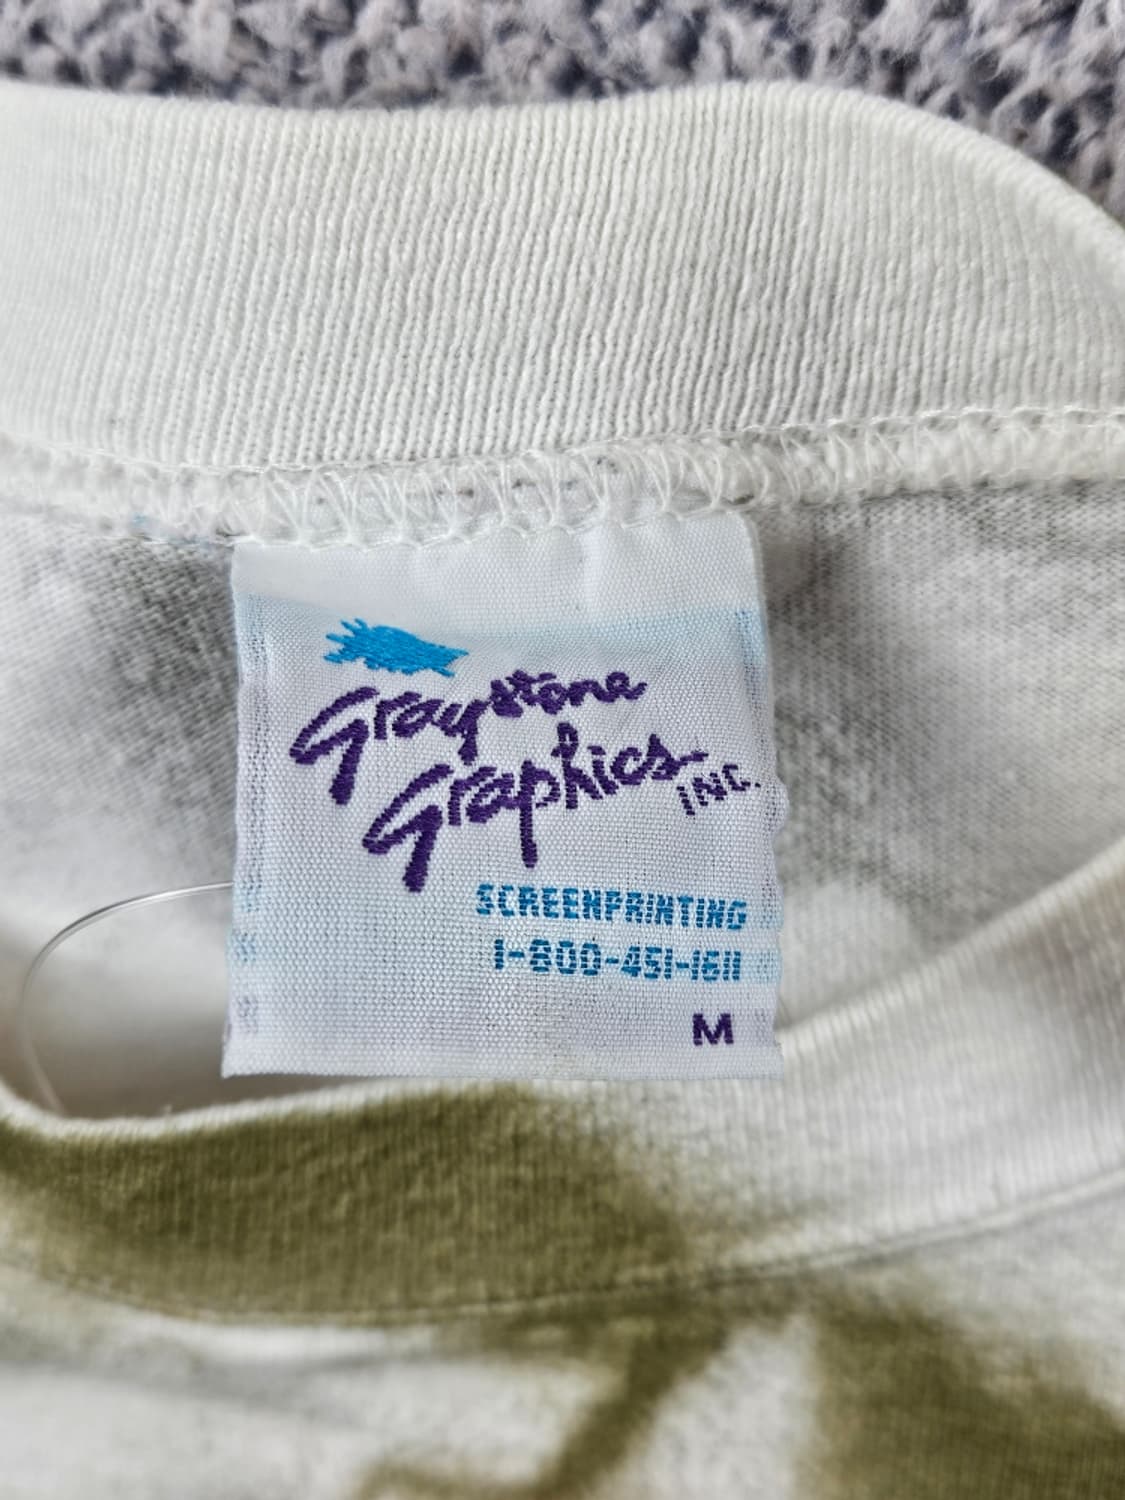 Graystone
Graphics INC.
SCREENPRINTING
1-800-451-1611
M